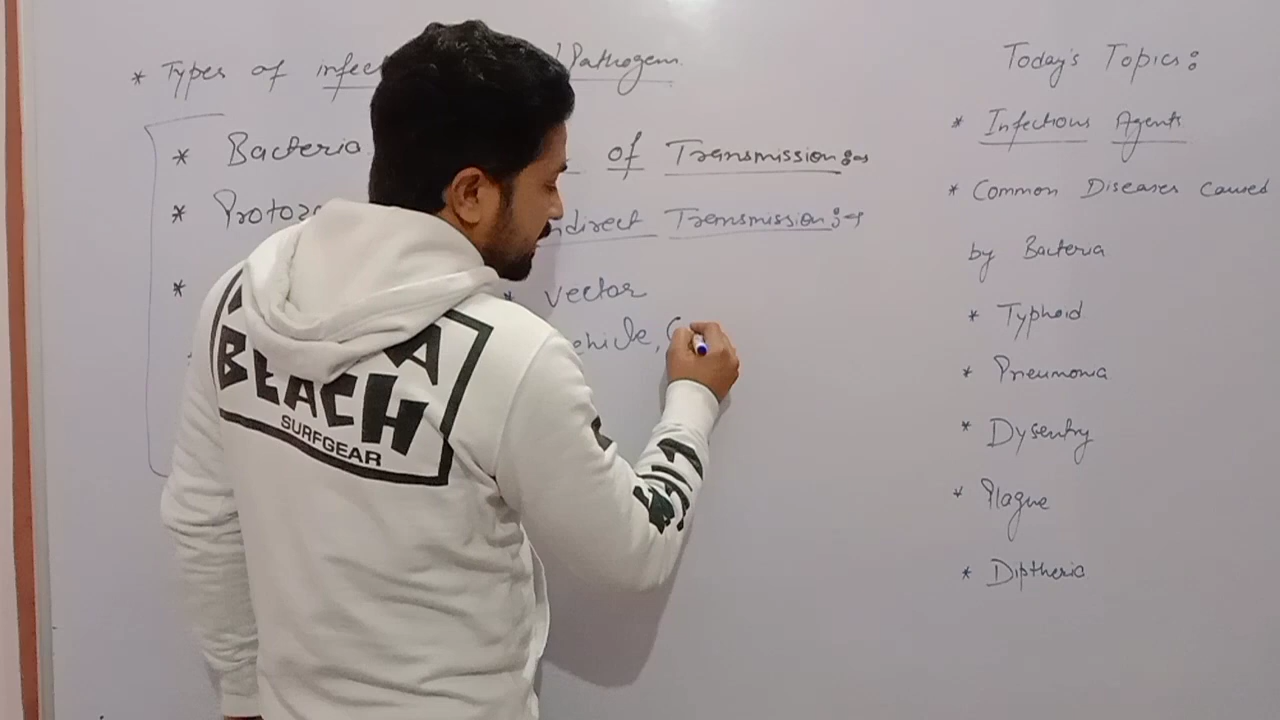 * Types of infec Pathogen
* Bacteria
* Protozo
*
of Transmission:→
ndirect Transmission:→
* vector
ehicle, (
Today's Topics:
* Infectious Agents
* Common Diseases Caused
by Bacteria
* Typhoid
* Pneumonia
* Dysentry
* Plague
* Diptheria
A
BEACH
SURFGEAR